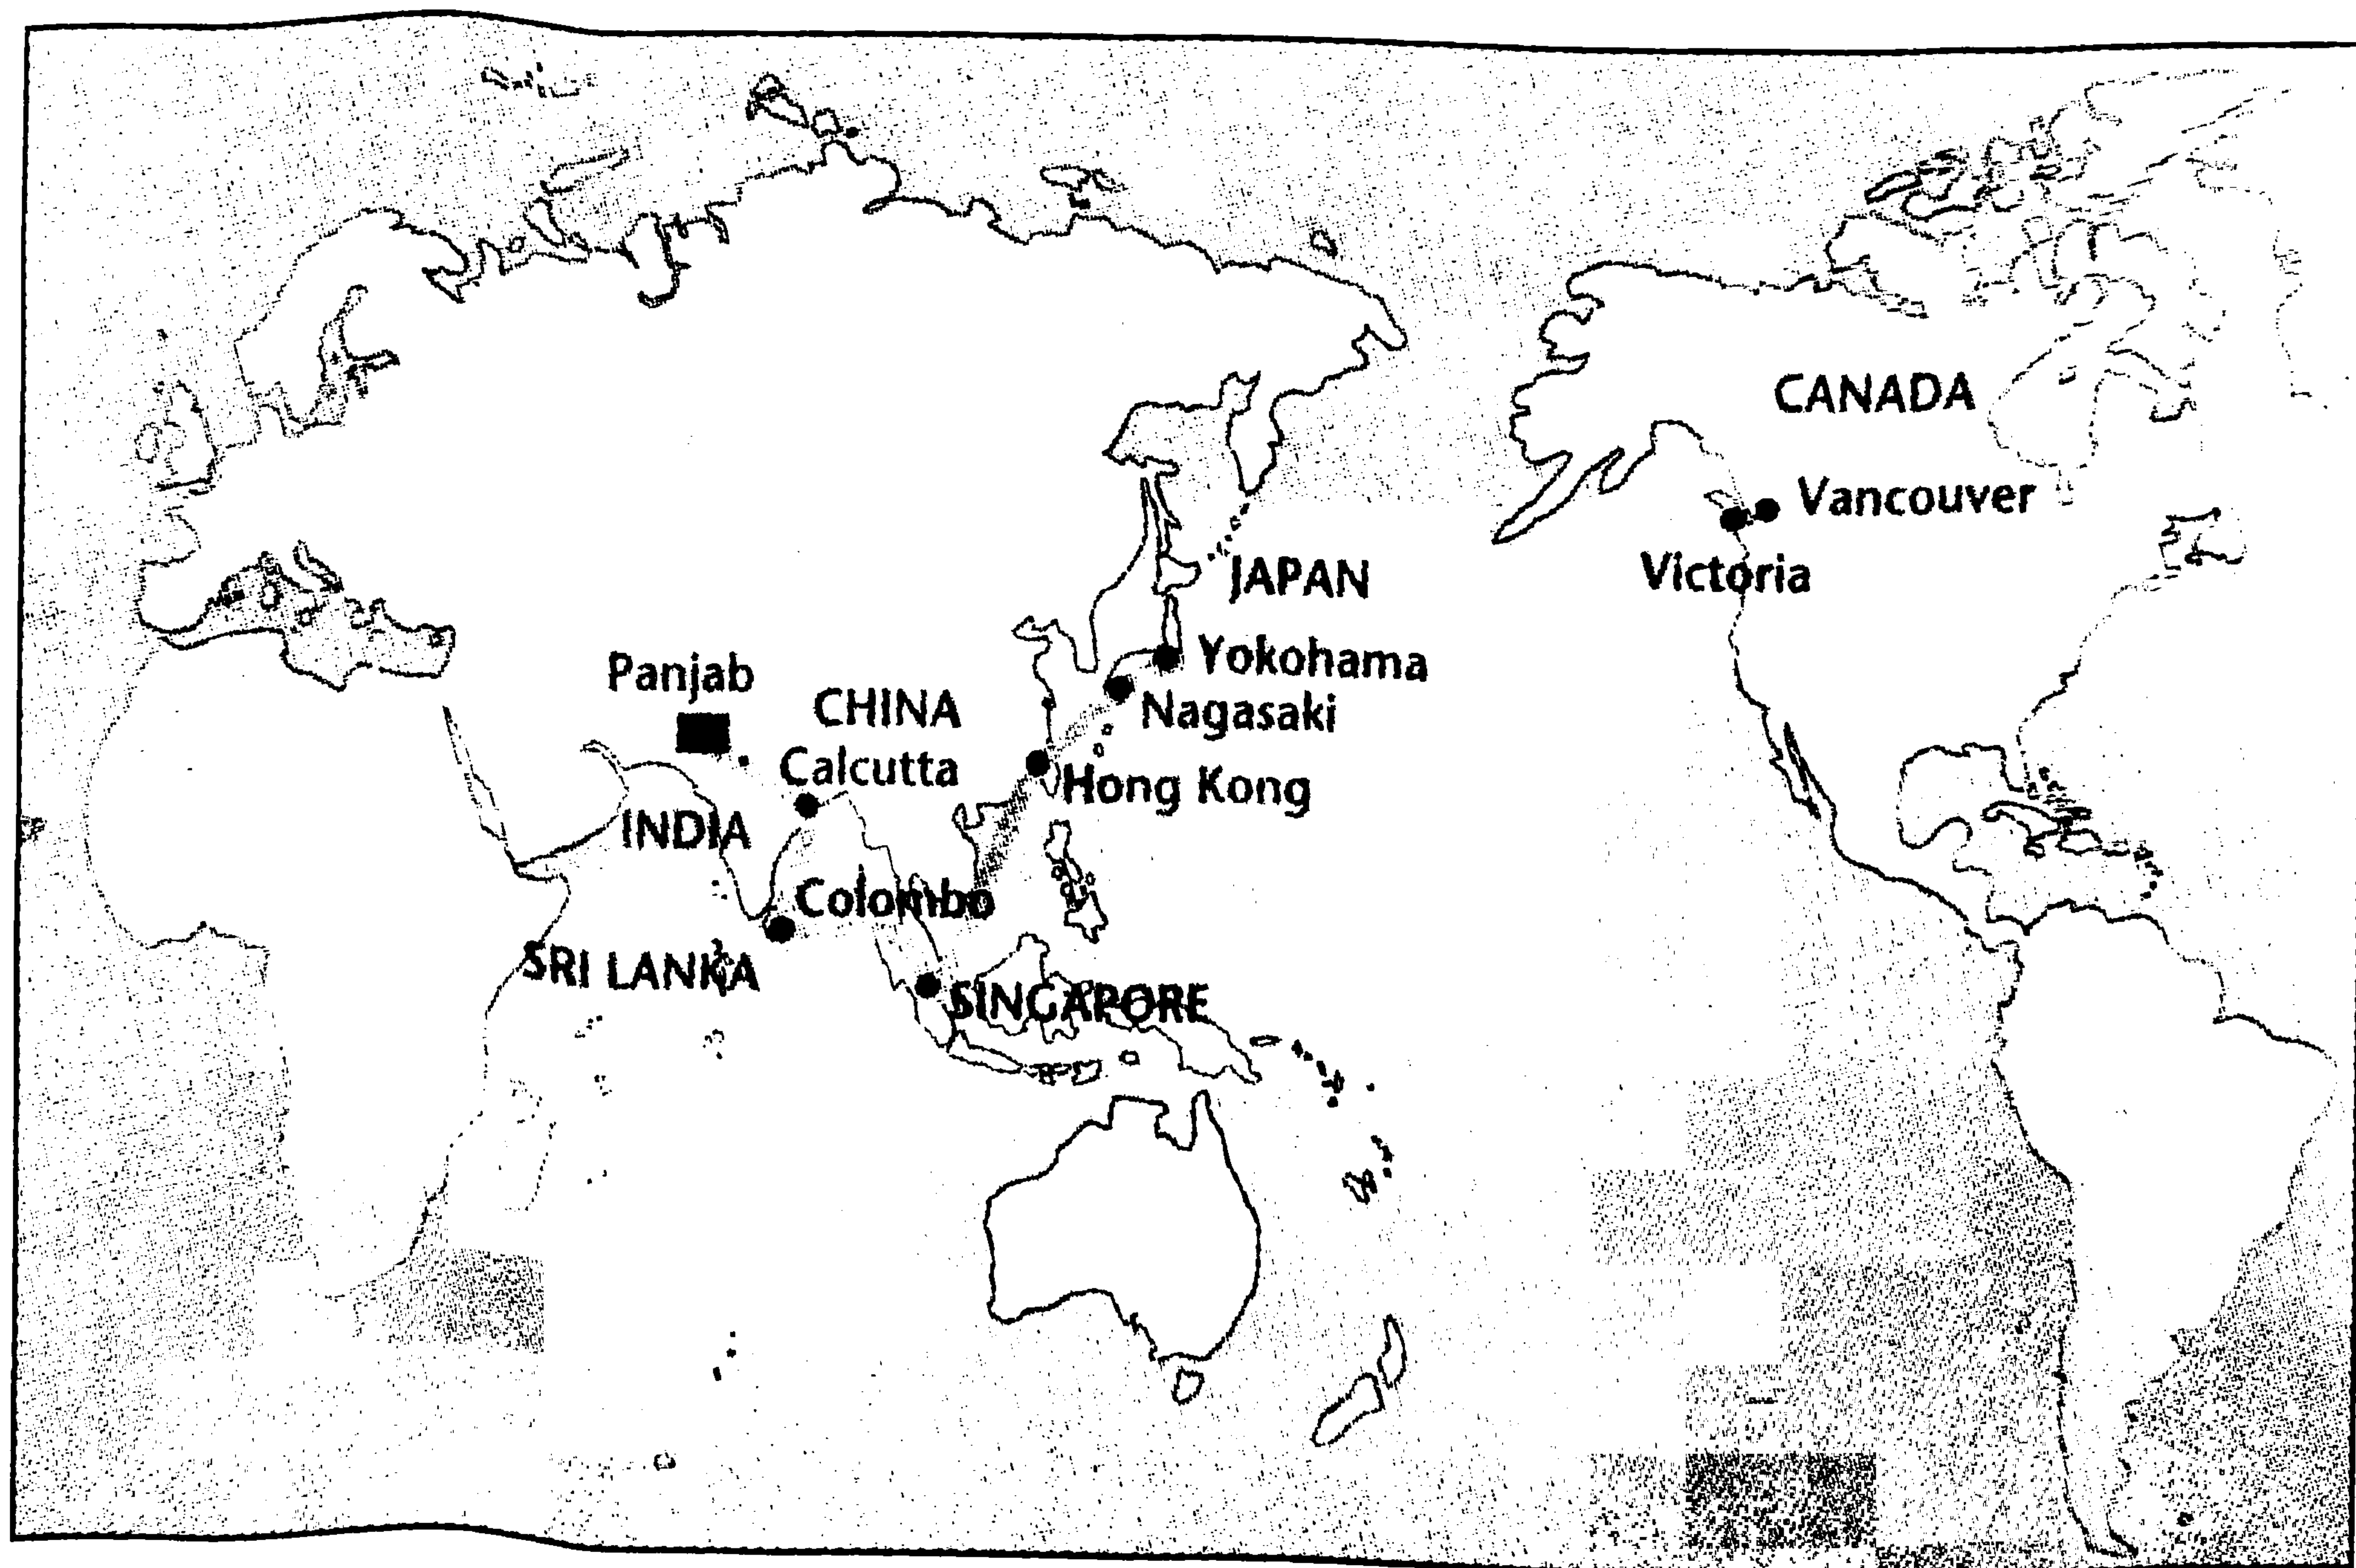 CANADA
Vancouver
Victoria
JAPAN
Yokohama
Panjab
CHINA
Nagasaki
Calcutta
Hong Kong
INDIA
Colombo
SRI LANKA
SINGAPORE